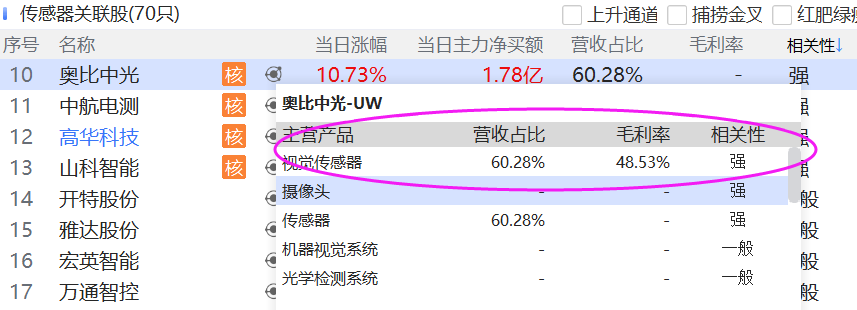 传感器关联股(70只) 上升通道 捕捞金叉 红肥绿
序号 名称 当日涨幅 当日主力净买额 营收占比 毛利率 相关性↓
10 奥比中光 核 10.73% 1.78亿 60.28% - 强
奥比中光-UW
11 中航电测 核 强
主营产品 营收占比 毛利率 相关性
12 高华科技 核 强
视觉传感器 60.28% 48.53% 强
13 山科智能 核 强
摄像头 - - 强
14 开特股份 般
传感器 60.28% - 强
15 雅达股份 般
机器视觉系统 - - 一般
16 宏英智能 般
光学检测系统 - - 一般
17 万通智控 般